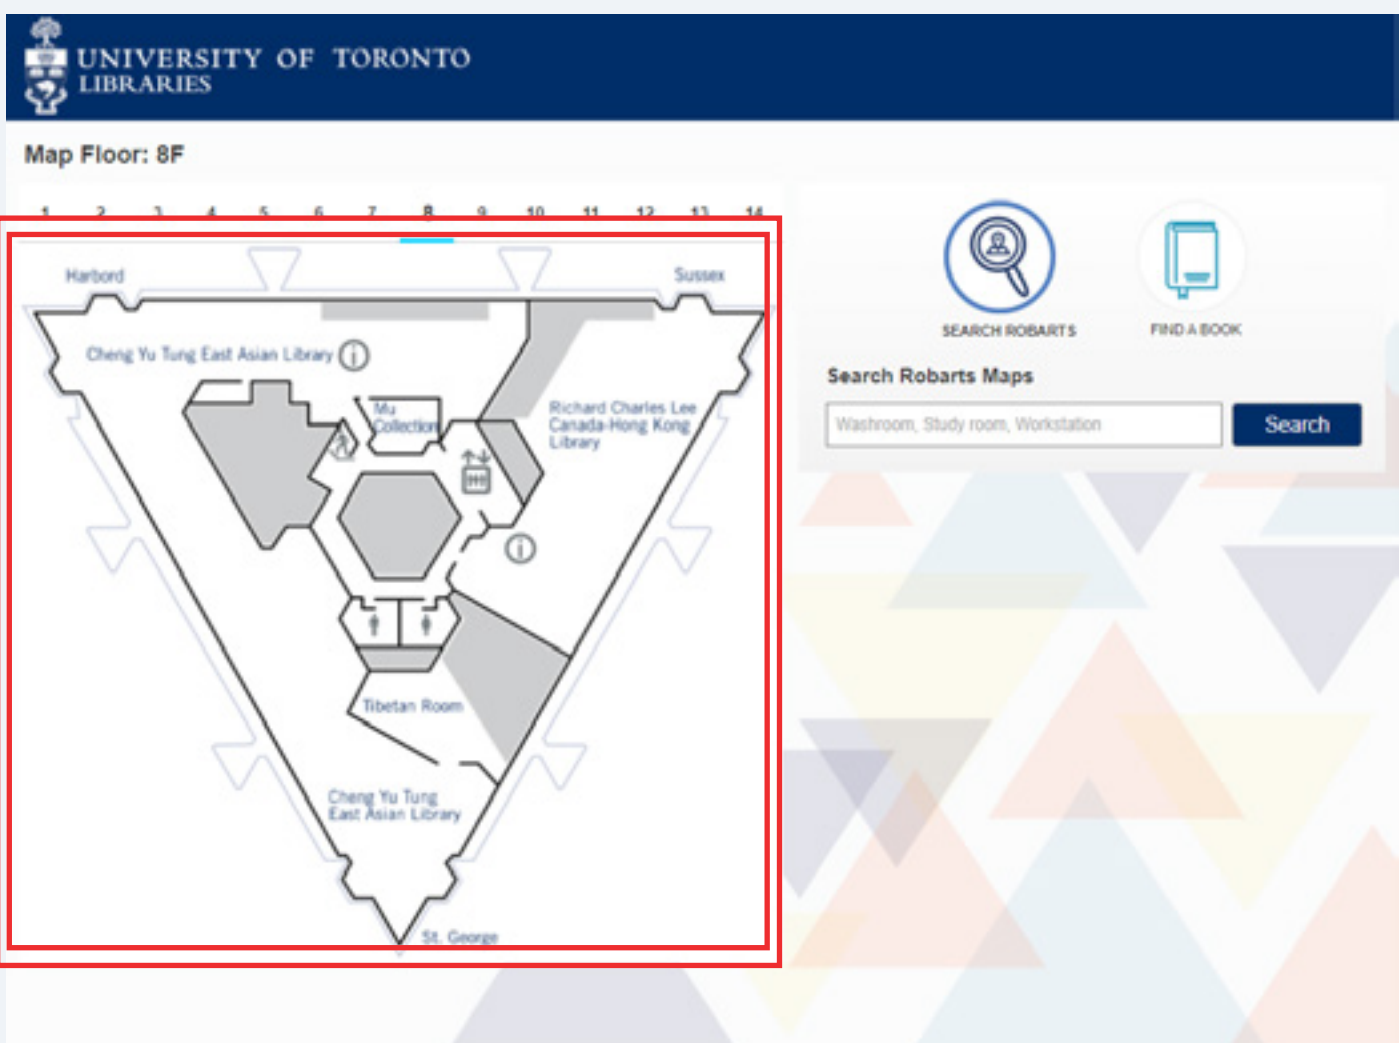 UNIVERSITY OF TORONTO
LIBRARIES
Map Floor: 8F
1 2 3 4 5 6 7 8 9 10 11 12 13 14
Harbord
Sussex
Cheng Yu Tung East Asian Library
Mu
Collection
Richard Charles Lee
Canada-Hong Kong
Library
Tibetan Room
Cheng Yu Tung
East Asian Library
St. George
SEARCH ROBARTS
FIND A BOOK
Search Robarts Maps
Washroom, Study room, Workstation
Search